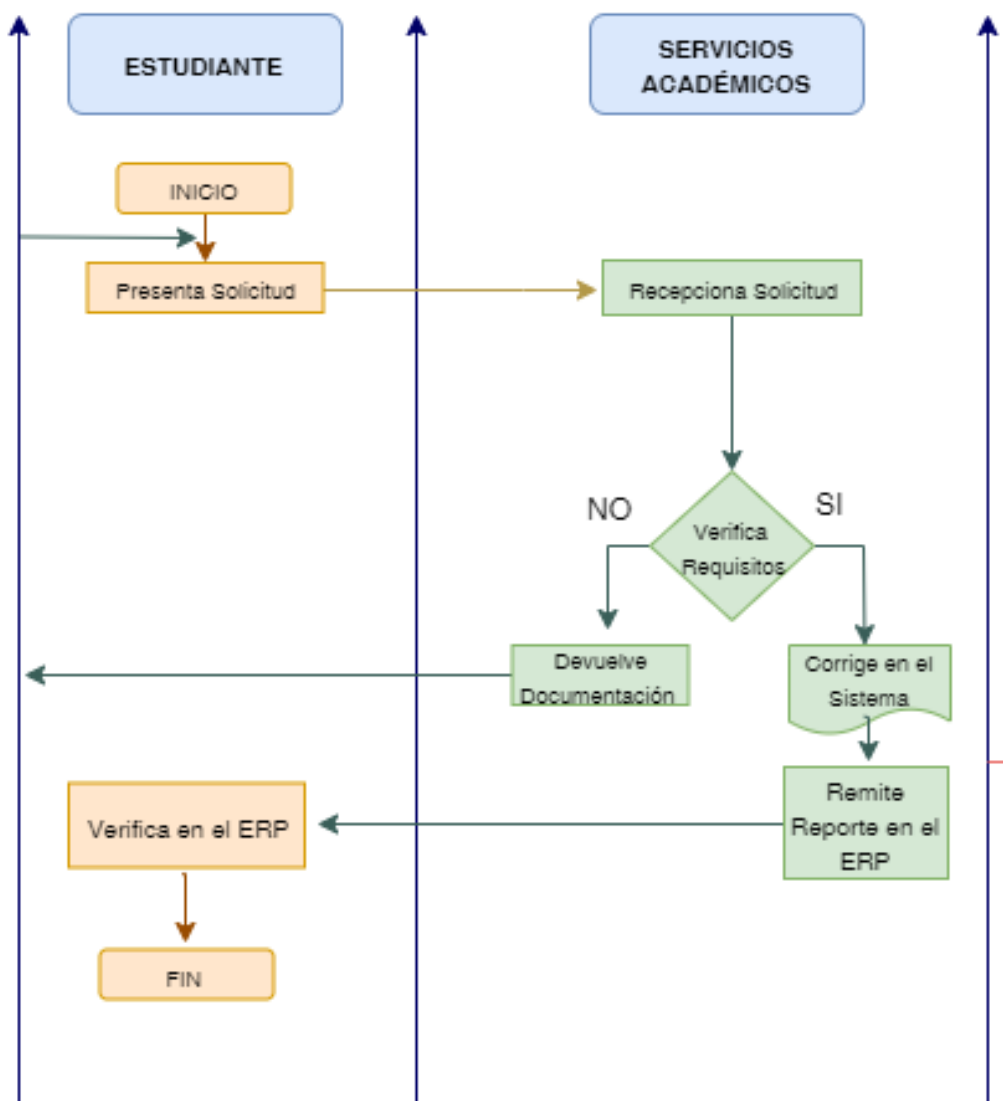 ESTUDIANTE
SERVICIOS
ACADÉMICOS
INICIO
Presenta Solicitud
Recepciona Solicitud
NO
SI
Verifica
Requisitos
Devuelve
Documentación
Corrige en el
Sistema
Remite
Reporte en el
ERP
Verifica en el ERP
FIN